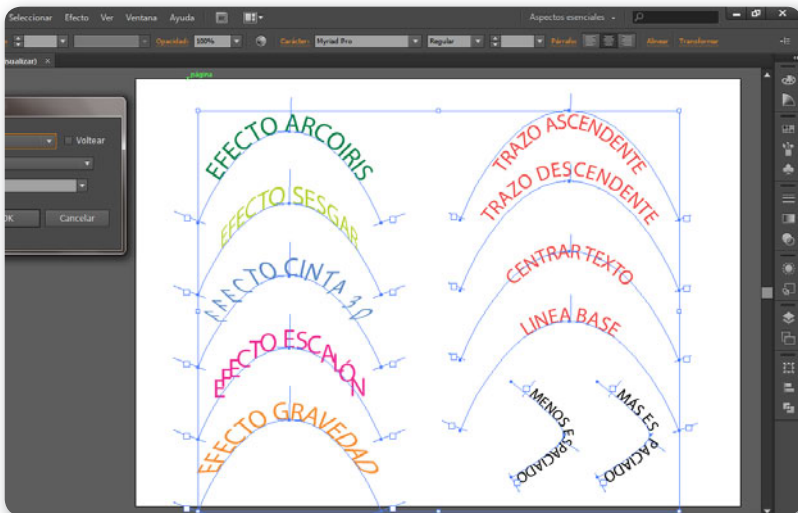 Seleccionar Efecto Ver Ventana Ayuda Br Aspectos esenciales
Opacidad: 100% Carácter: Myriad Pro Regular Párrafo: Alinear Transformar
página
Voltear
OK Cancelar
EFECTO ARCOIRIS
EFECTO SESGAR
EFECTO CINTA 3D
EFECTO ESCALÓN
EFECTO GRAVEDAD
TRAZO ASCENDENTE
TRAZO DESCENDENTE
CENTRAR TEXTO
LINEA BASE
MENOS ESPACIADO
MÁS ESPACIADO